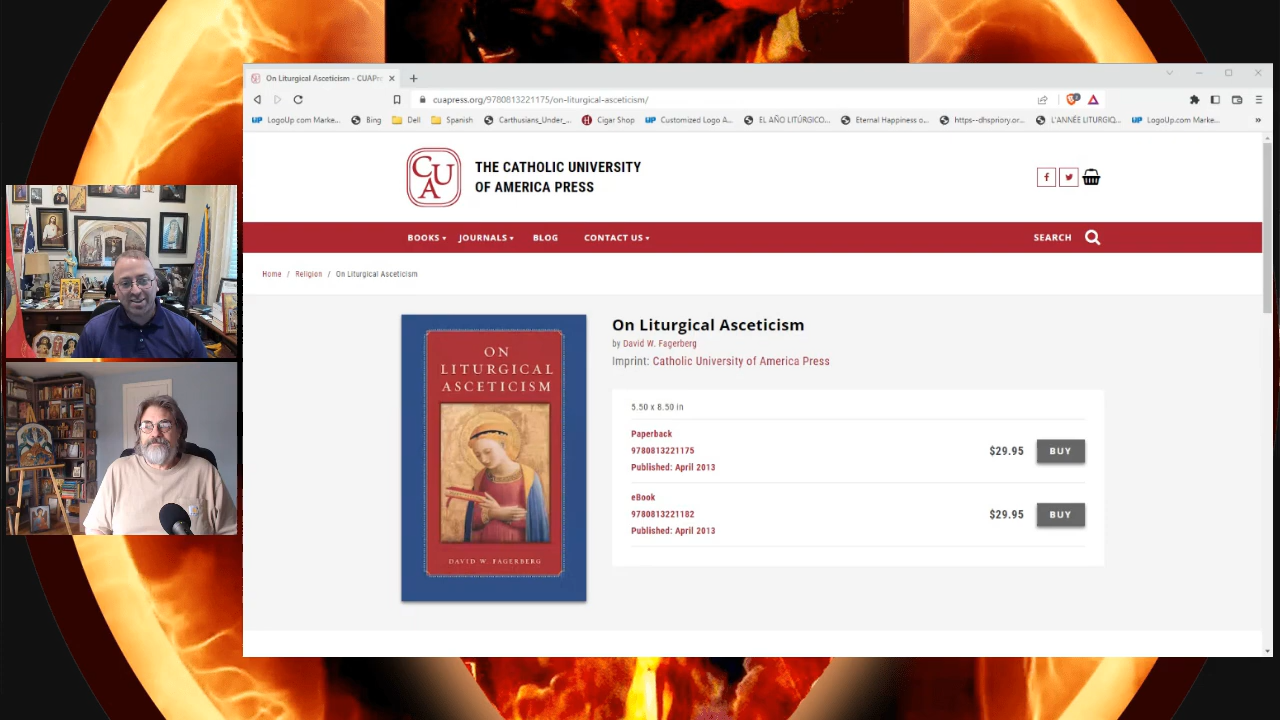 On Liturgical Asceticism - CUAPre
cuapress.org/9780813221175/on-liturgical-asceticism/
LogoUp com Marke...
Bing
Dell
Spanish
Carthusians_Under_...
Cigar Shop
Customized Logo A...
EL AÑO LITÚRGICO...
Eternal Happiness o...
https--dhspriory.or...
L'ANNÉE LITURGIQ...
LogoUp.com Marke...
CUA
THE CATHOLIC UNIVERSITY
OF AMERICA PRESS
BOOKS JOURNALS BLOG CONTACT US SEARCH
Home / Religion / On Liturgical Asceticism
ON
LITURGICAL
ASCETICISM
DAVID W. FAGERBERG
On Liturgical Asceticism
by David W. Fagerberg
Imprint: Catholic University of America Press
5.50 x 8.50 in
Paperback
9780813221175 $29.95 BUY
Published: April 2013
eBook
9780813221182 $29.95 BUY
Published: April 2013